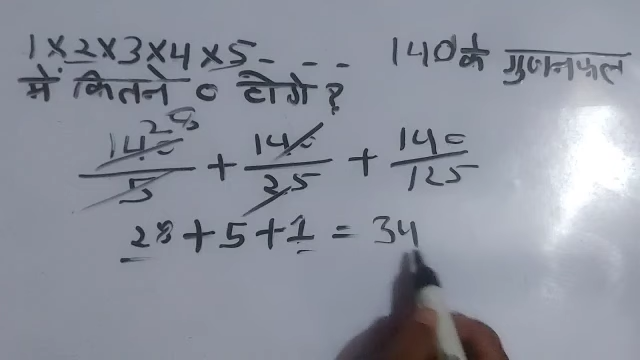 1×2×3×4×5- - - - 140 के गुणनफल
में कितने 0 होगे ?
28
140/5 + 140/25 + 140/125
28 + 5 + 1 = 34